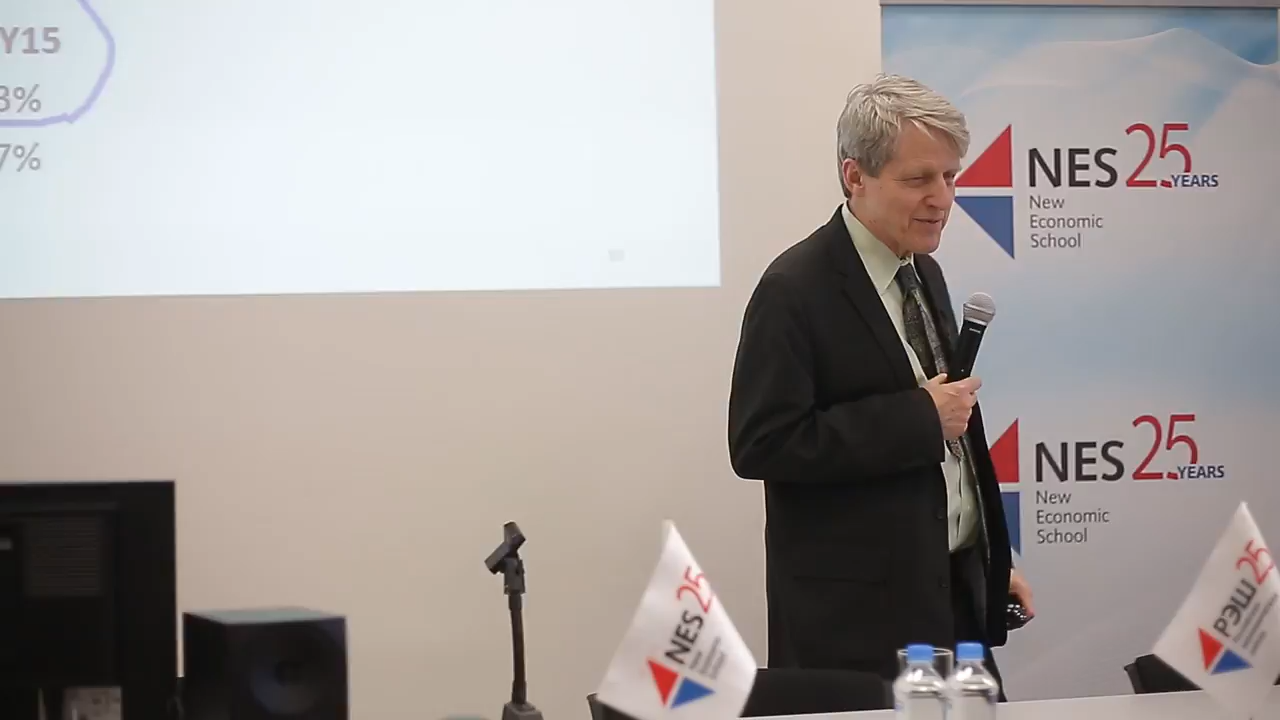 Y15
3%
7%
NES 25 YEARS
New
Economic
School
NES 25 YEARS
New
Economic
School
NES 25
РЭШ 25